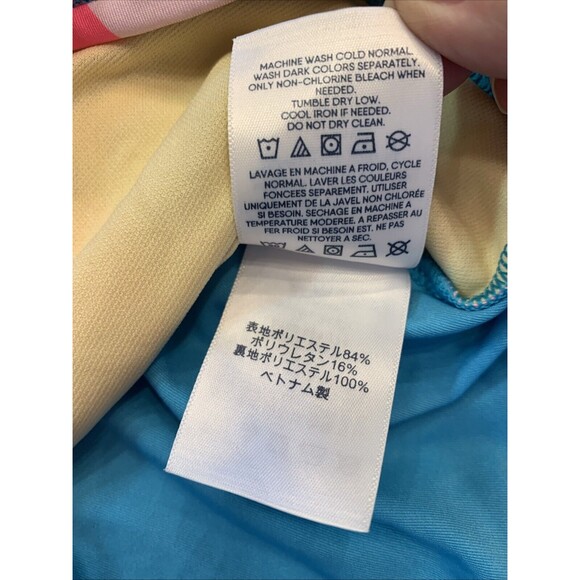 MACHINE WASH COLD NORMAL.
WASH DARK COLORS SEPARATELY.
ONLY NON-CHLORINE BLEACH WHEN
NEEDED.
TUMBLE DRY LOW.
COOL IRON IF NEEDED.
DO NOT DRY CLEAN.
LAVAGE EN MACHINE A FROID, CYCLE
NORMAL. LAVER LES COULEURS
FONCEES SEPAREMENT. UTILISER
UNIQUEMENT DE LA JAVEL NON CHLORÉE
SI BESOIN. SECHAGE EN MACHINE A
TEMPERATURE MODEREE. A REPASSER AU
FER FROID SI BESOIN. NE PAS
NETTOYER A SEC.
表地ポリエステル84%
ポリウレタン16%
裏地ポリエステル100%
ベトナム製